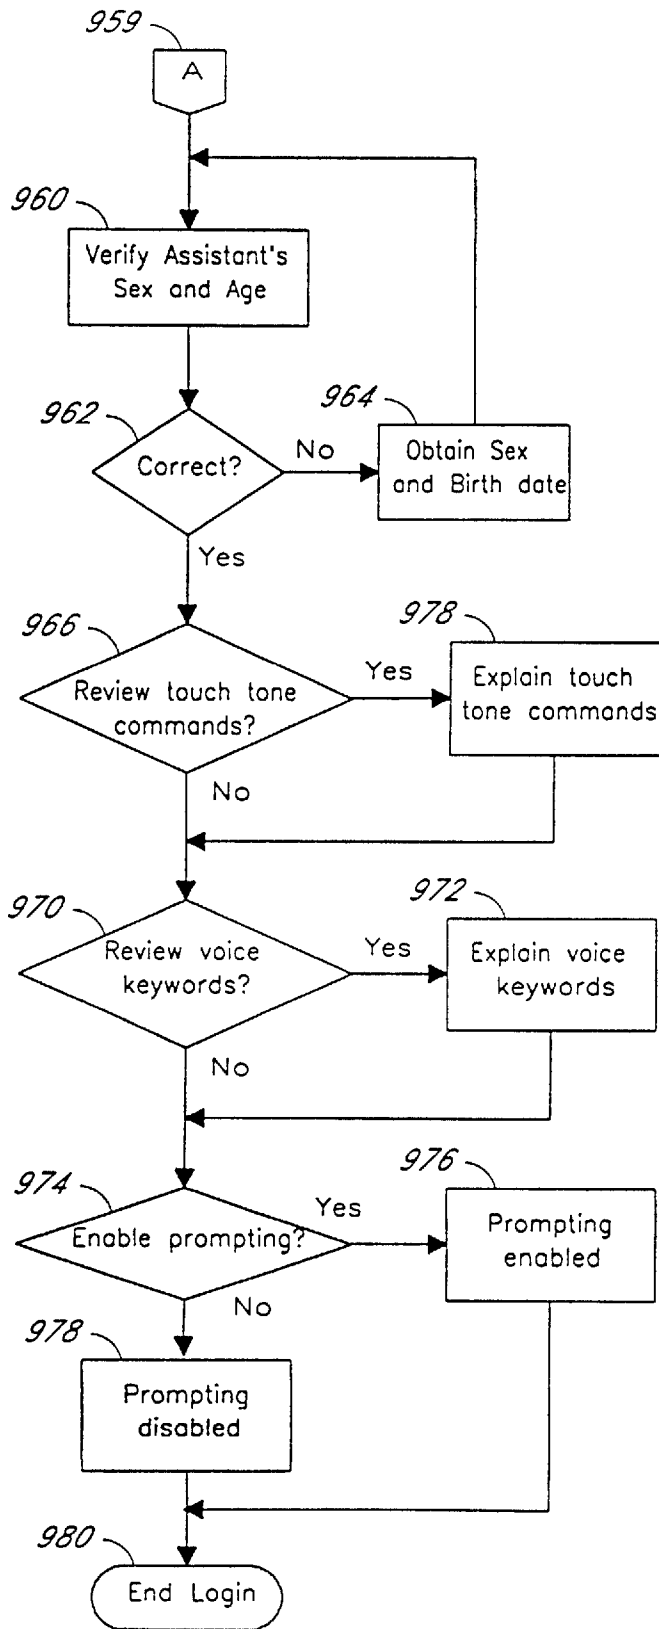 959
A
960
Verify Assistant's
Sex and Age
962
Correct?
No
964
Obtain Sex
and Birth date
Yes
966
Review touch tone
commands?
Yes
978
Explain touch
tone commands
No
970
Review voice
keywords?
Yes
972
Explain voice
keywords
No
974
Enable prompting?
Yes
976
Prompting
enabled
No
978
Prompting
disabled
980
End Login